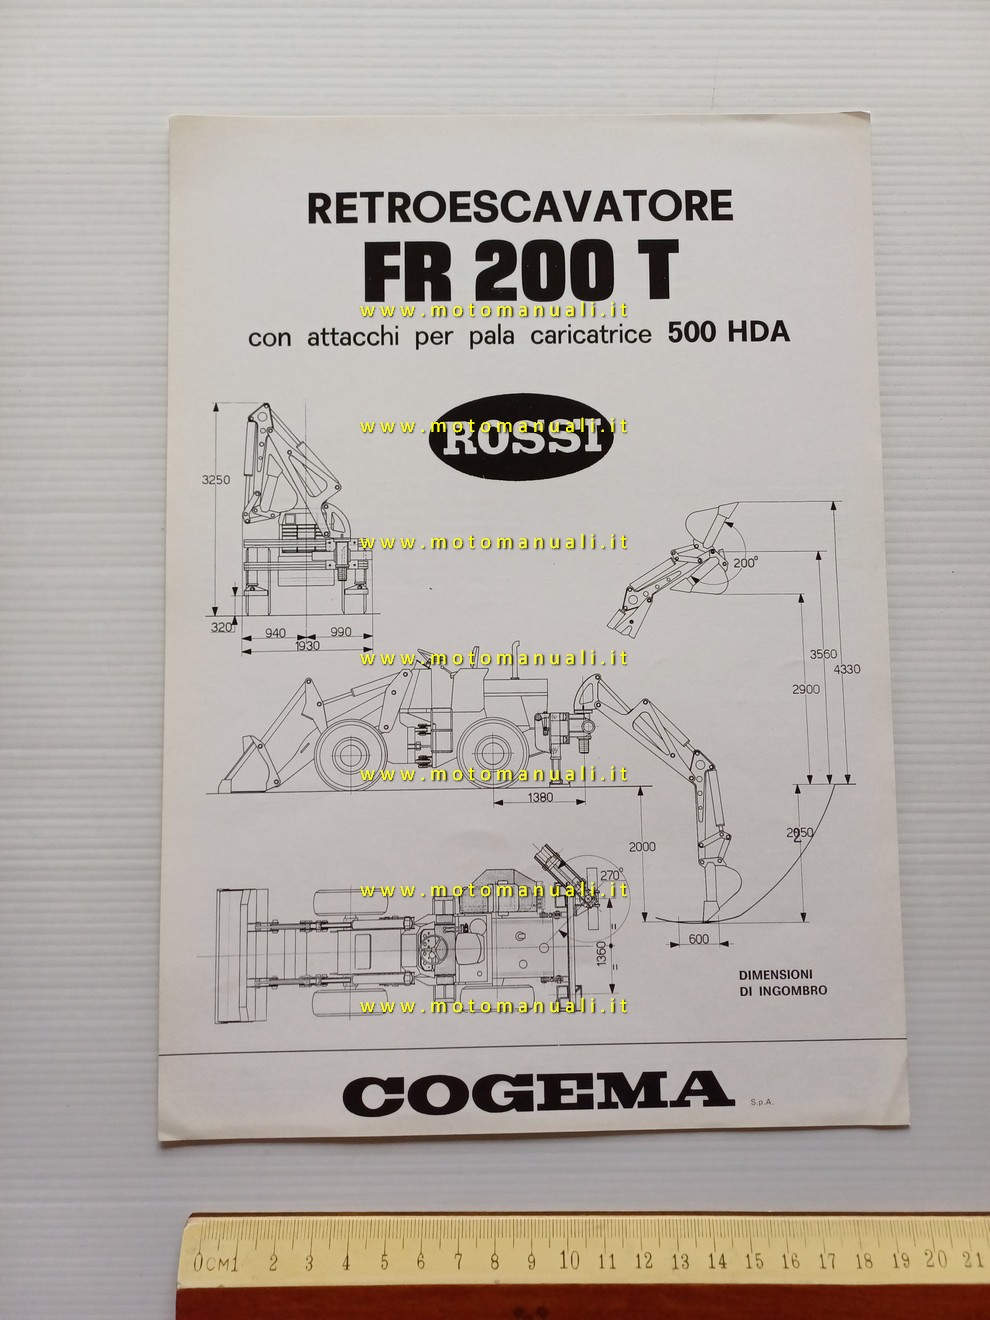 RETROESCAVATORE
FR 200 T
www.motomanuali.it
con attacchi per pala caricatrice 500 HDA
ROSSI
www.motomanuali.it
3250
www.motomanuali.it
200°
320
940
990
1930
www.motomanuali.it
3560
4330
2900
www.motomanuali.it
1380
2000
270°
www.motomanuali.it
600
1360
DIMENSIONI
DI INGOMBRO
www.motomanuali.it
COGEMA S.p.A.
0CM1 2 3 4 5 6 7 8 9 10 11 12 13 14 15 16 17 18 19 20 21